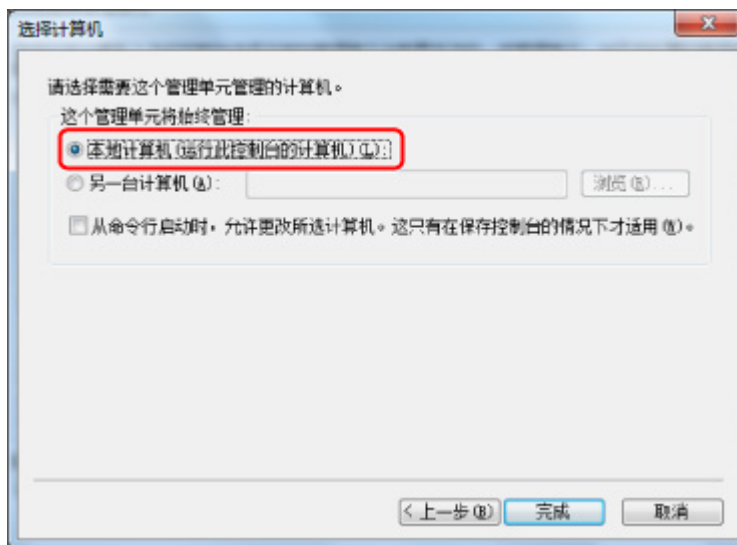 选择计算机
请选择需要这个管理单元管理的计算机。
这个管理单元将始终管理:
本地计算机(运行此控制台的计算机)(L):
另一台计算机(A):
浏览(R)...
从命令行启动时，允许更改所选计算机。这只有在保存控制台的情况下才适用(W)。
< 上一步(B)
完成
取消